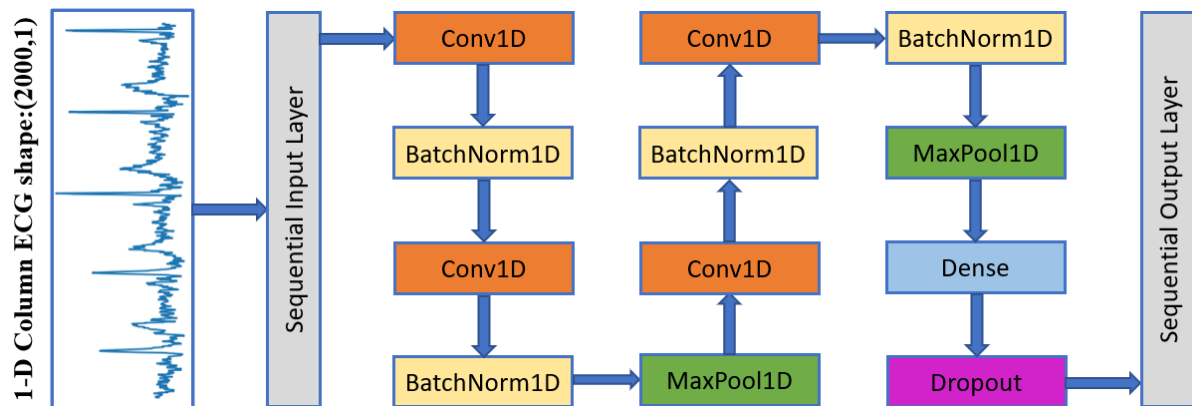 1-D Column ECG shape:(2000,1)
Sequential Input Layer
Conv1D
BatchNorm1D
Conv1D
BatchNorm1D
MaxPool1D
Conv1D
BatchNorm1D
Conv1D
BatchNorm1D
MaxPool1D
Dense
Dropout
Sequential Output Layer